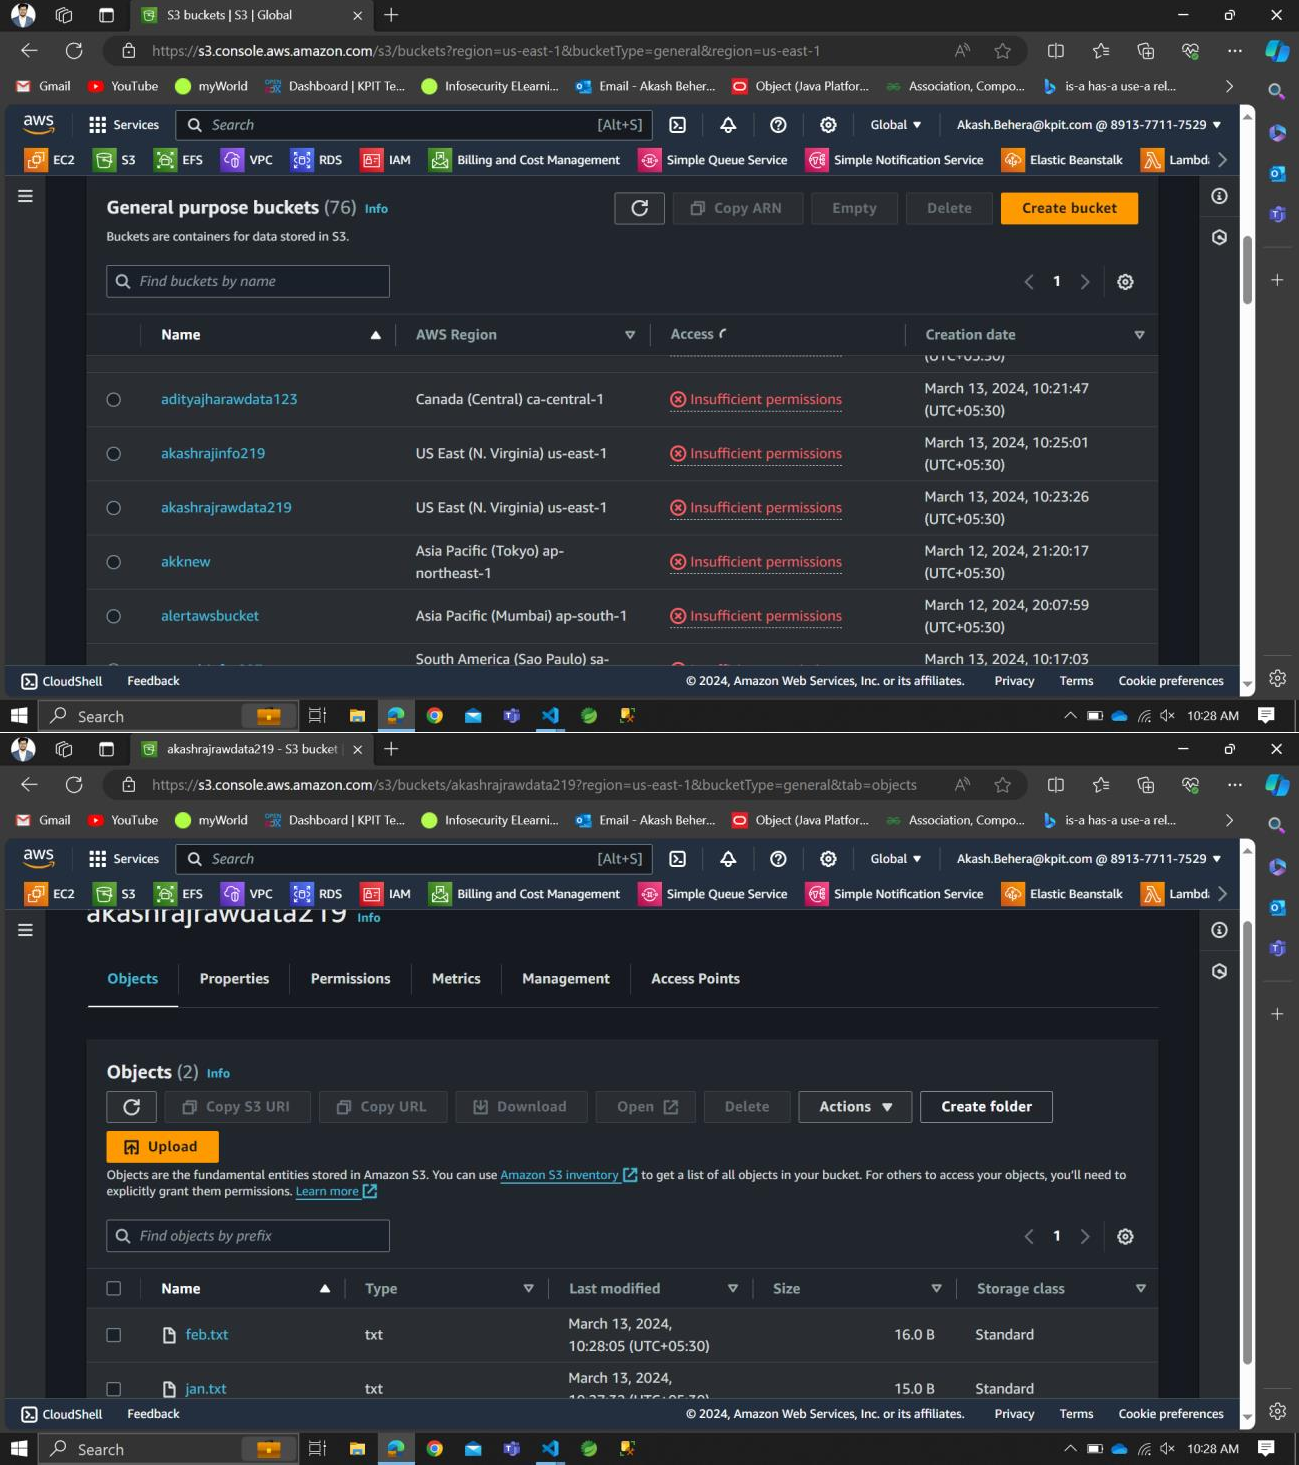 S3 buckets | S3 | Global
https://s3.console.aws.amazon.com/s3/buckets?region=us-east-1&bucketType=general&region=us-east-1
Gmail YouTube myWorld Dashboard | KPIT Te... Infosecurity ELearni... Email - Akash Beher... Object (Java Platfor... Association, Compo... is-a has-a use-a rel...
aws Services Search [Alt+S] Global Akash.Behera@kpit.com @ 8913-7711-7529
EC2 S3 EFS VPC RDS IAM Billing and Cost Management Simple Queue Service Simple Notification Service Elastic Beanstalk Lambd
General purpose buckets (76) Info Copy ARN Empty Delete Create bucket
Buckets are containers for data stored in S3.
Find buckets by name 1
Name AWS Region Access Creation date
(UTC+05:30)
adityajharawdata123 Canada (Central) ca-central-1 Insufficient permissions March 13, 2024, 10:21:47
(UTC+05:30)
akashrajinfo219 US East (N. Virginia) us-east-1 Insufficient permissions March 13, 2024, 10:25:01
(UTC+05:30)
akashrajrawdata219 US East (N. Virginia) us-east-1 Insufficient permissions March 13, 2024, 10:23:26
(UTC+05:30)
akknew Asia Pacific (Tokyo) ap-northeast-1 Insufficient permissions March 12, 2024, 21:20:17
(UTC+05:30)
alertawsbucket Asia Pacific (Mumbai) ap-south-1 Insufficient permissions March 12, 2024, 20:07:59
(UTC+05:30)
South America (Sao Paulo) sa- March 13, 2024, 10:17:03
CloudShell Feedback © 2024, Amazon Web Services, Inc. or its affiliates. Privacy Terms Cookie preferences
Search 10:28 AM
akashrajrawdata219 - S3 bucket
https://s3.console.aws.amazon.com/s3/buckets/akashrajrawdata219?region=us-east-1&bucketType=general&tab=objects
Gmail YouTube myWorld Dashboard | KPIT Te... Infosecurity ELearni... Email - Akash Beher... Object (Java Platfor... Association, Compo... is-a has-a use-a rel...
aws Services Search [Alt+S] Global Akash.Behera@kpit.com @ 8913-7711-7529
EC2 S3 EFS VPC RDS IAM Billing and Cost Management Simple Queue Service Simple Notification Service Elastic Beanstalk Lambd
akashrajrawdata219 Info
Objects Properties Permissions Metrics Management Access Points
Objects (2) Info
Copy S3 URI Copy URL Download Open Delete Actions Create folder
Upload
Objects are the fundamental entities stored in Amazon S3. You can use Amazon S3 inventory to get a list of all objects in your bucket. For others to access your objects, you'll need to
explicitly grant them permissions. Learn more
Find objects by prefix 1
Name Type Last modified Size Storage class
feb.txt txt March 13, 2024, 10:28:05 (UTC+05:30) 16.0 B Standard
jan.txt txt March 13, 2024, 15.0 B Standard
CloudShell Feedback © 2024, Amazon Web Services, Inc. or its affiliates. Privacy Terms Cookie preferences
Search 10:28 AM